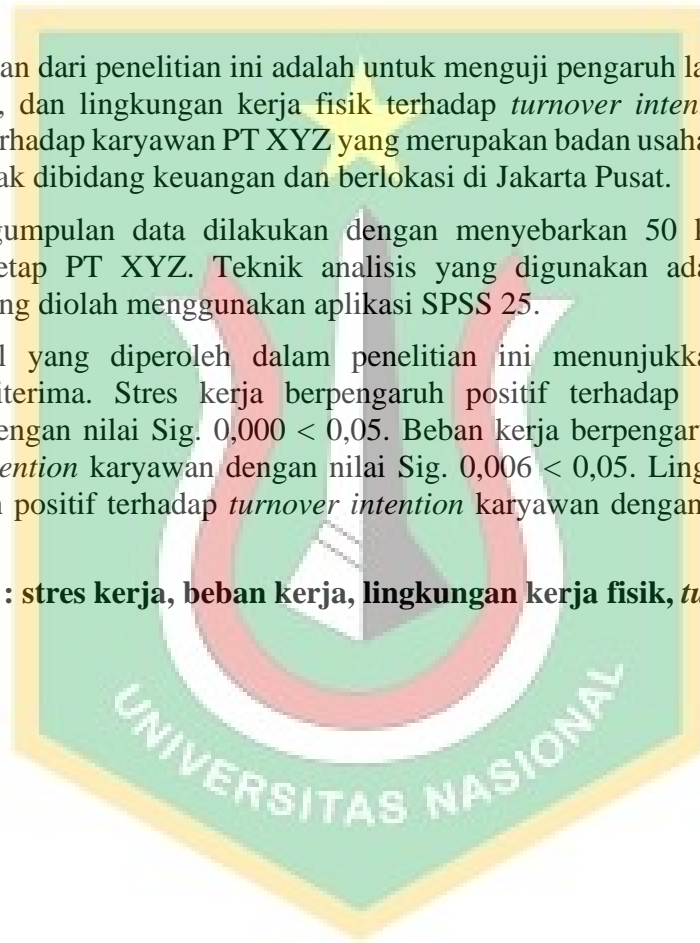 an dari penelitian ini adalah untuk menguji pengaruh la
, dan lingkungan kerja fisik terhadap turnover inten
rhadap karyawan PT XYZ yang merupakan badan usaha
ak dibidang keuangan dan berlokasi di Jakarta Pusat.
gumpulan data dilakukan dengan menyebarkan 50 k
etap PT XYZ. Teknik analisis yang digunakan ada
ng diolah menggunakan aplikasi SPSS 25.
l yang diperoleh dalam penelitian ini menunjukka
iterima. Stres kerja berpengaruh positif terhadap
engan nilai Sig. 0,000 < 0,05. Beban kerja berpengaru
ention karyawan dengan nilai Sig. 0,006 < 0,05. Ling
n positif terhadap turnover intention karyawan dengan
: stres kerja, beban kerja, lingkungan kerja fisik, tu
UNIVERSITAS NASIONAL